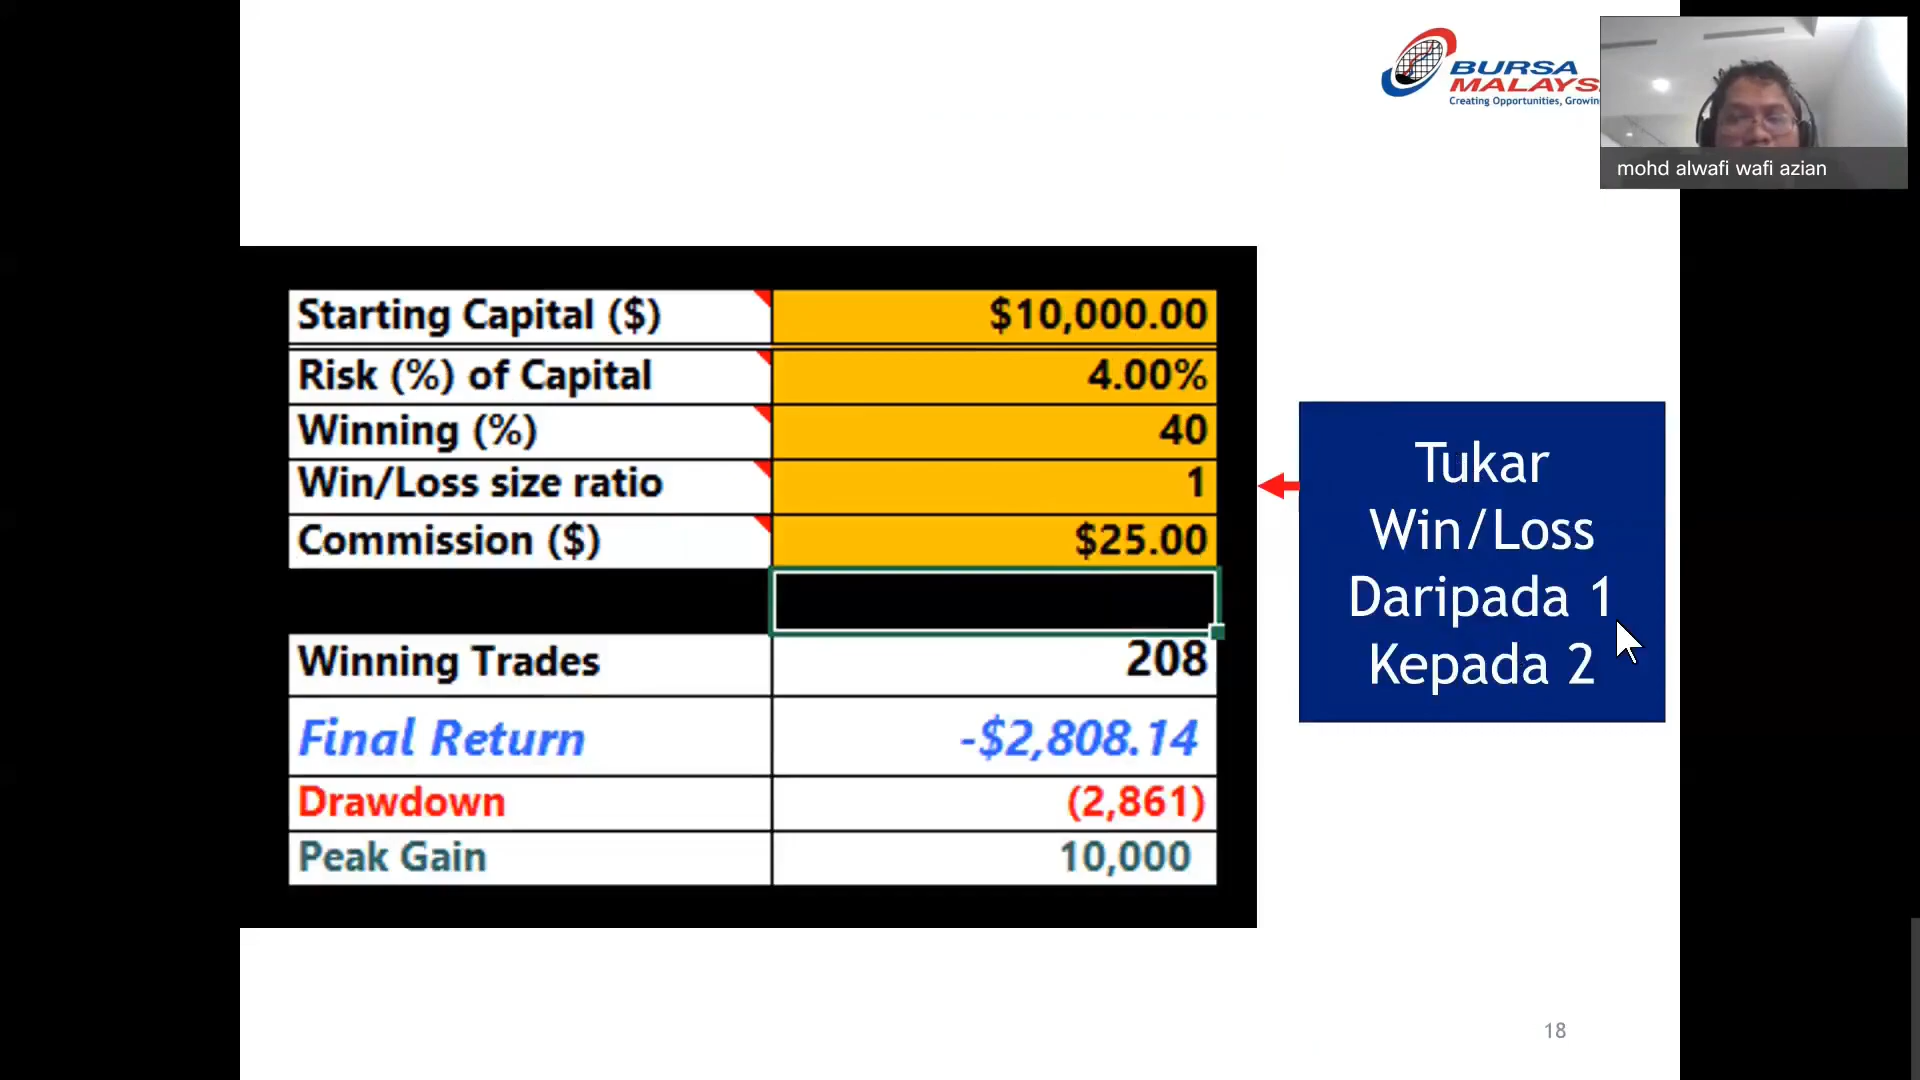 BURSA
MALAYS
Creating Opportunities, Growin
mohd alwafi wafi azian
Starting Capital ($) $10,000.00
Risk (%) of Capital 4.00%
Winning (%) 40
Win/Loss size ratio 1
Commission ($) $25.00
Winning Trades 208
Final Return -$2,808.14
Drawdown (2,861)
Peak Gain 10,000
Tukar
Win/Loss
Daripada 1
Kepada 2
18